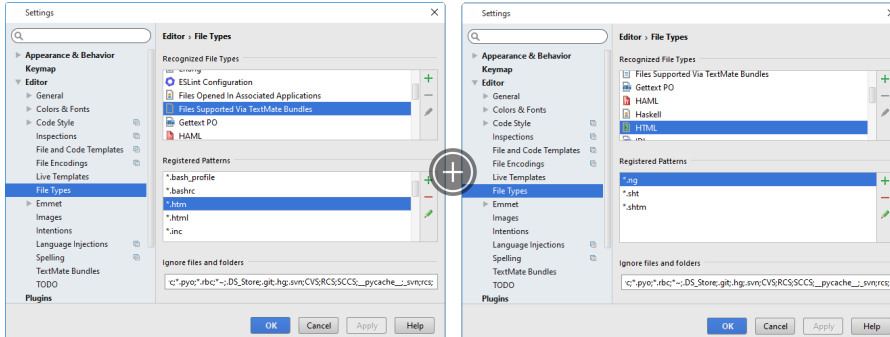 Settings
Editor › File Types
Appearance & Behavior
Recognized File Types
Keymap
Editor
ESLint Configuration
General
Files Opened In Associated Applications
Colors & Fonts
Files Supported Via TextMate Bundles
Code Style
Gettext PO
Inspections
HAML
File and Code Templates
Registered Patterns
File Encodings
Live Templates
*.bash_profile
File Types
*.bashrc
Emmet
*.htm
Images
*.html
Intentions
*.inc
Language Injections
Spelling
Ignore files and folders
TextMate Bundles
TODO
*.pyo;*.rbc;*~;.DS_Store;.git;.hg;.svn;CVS;RCS;SCCS;__pycache__;_svn;rcs;
Plugins
OK
Cancel
Apply
Help
Settings
Editor › File Types
Appearance & Behavior
Recognized File Types
Keymap
Files Supported Via TextMate Bundles
Editor
Gettext PO
General
HAML
Colors & Fonts
Haskell
Code Style
HTML
Inspections
File and Code Templates
Registered Patterns
File Encodings
Live Templates
*.ng
File Types
*.sht
Emmet
*.shtm
Images
Intentions
Language Injections
Spelling
Ignore files and folders
TextMate Bundles
TODO
*.pyo;*.rbc;*~;.DS_Store;.git;.hg;.svn;CVS;RCS;SCCS;__pycache__;_svn;rcs;
Plugins
OK
Cancel
Apply
Help